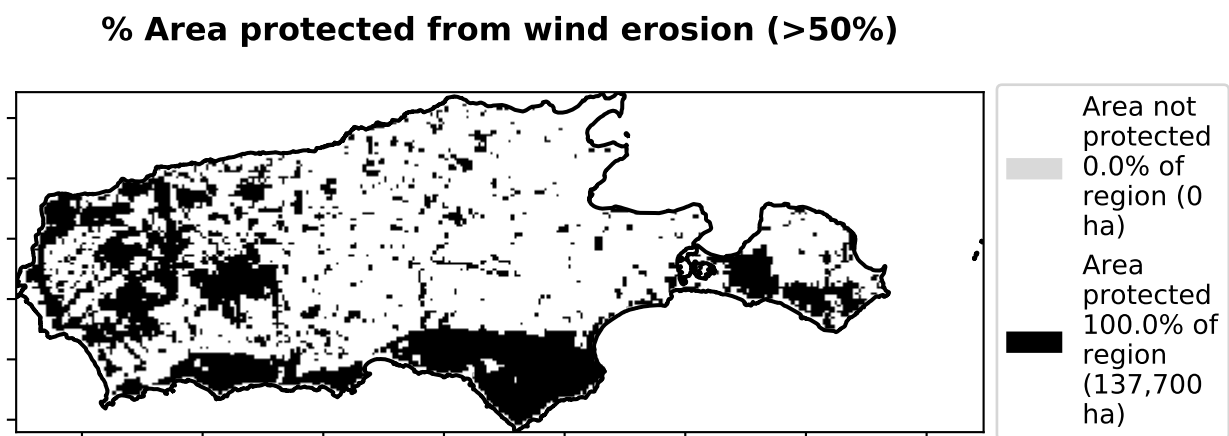 % Area protected from wind erosion (>50%)
Area not
protected
0.0% of
region (0
ha)
Area
protected
100.0% of
region
(137,700
ha)